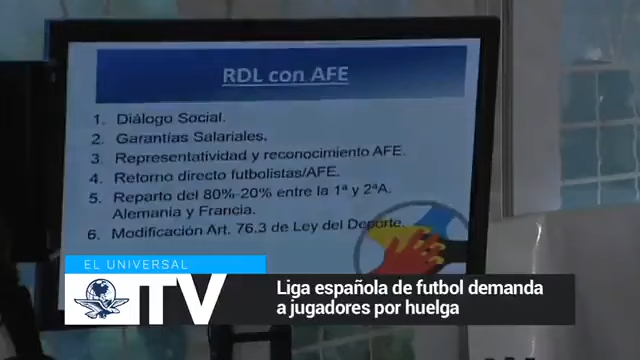 RDL con AFE
1. Diálogo Social.
2. Garantías Salariales.
3. Representatividad y reconocimiento AFE.
4. Retorno directo futbolistas/AFE.
5. Reparto del 80%-20% entre la 1ª y 2ªA.
Alemania y Francia.
6. Modificación Art. 76.3 de Ley del Deporte.
EL UNIVERSAL
TV
Liga española de futbol demanda
a jugadores por huelga